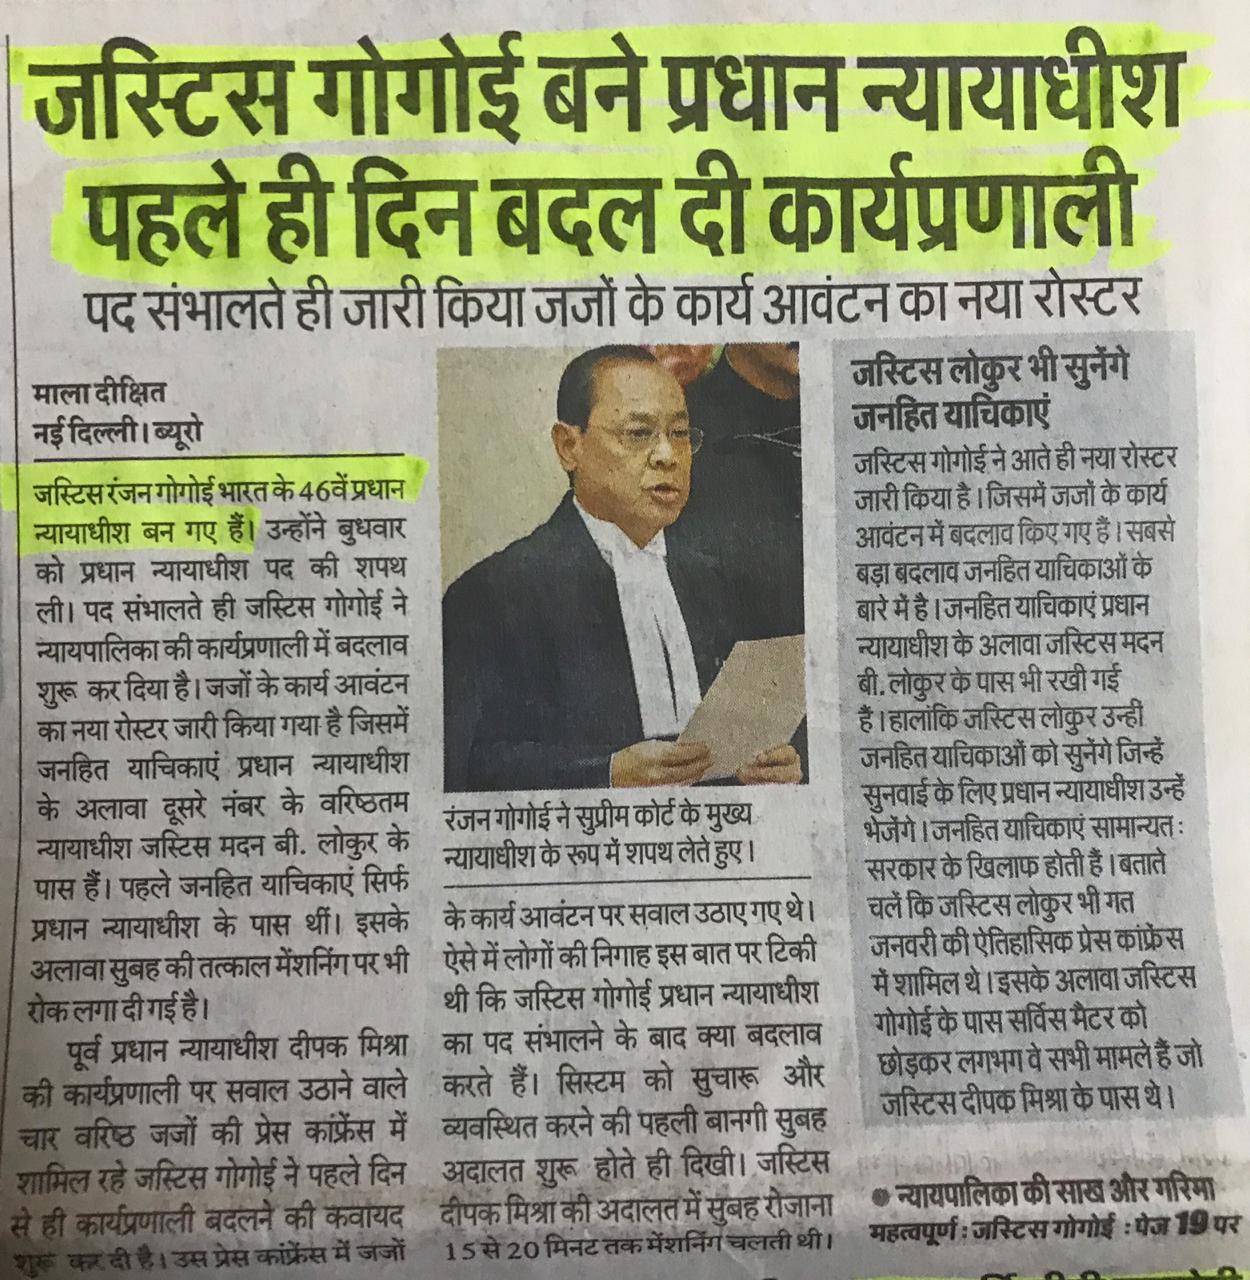 जस्टिस गोगोई बने प्रधान न्यायाधीश
पहले ही दिन बदल दी कार्यप्रणाली
पद संभालते ही जारी किया जजों के कार्य आवंटन का नया रोस्टर
माला दीक्षित
नई दिल्ली। ब्यूरो
जस्टिस रंजन गोगोई भारत के 46वें प्रधान
न्यायाधीश बन गए हैं। उन्होंने बुधवार
को प्रधान न्यायाधीश पद की शपथ
ली। पद संभालते ही जस्टिस गोगोई ने
न्यायपालिका की कार्यप्रणाली में बदलाव
शुरू कर दिया है। जजों के कार्य आवंटन
का नया रोस्टर जारी किया गया है जिसमें
जनहित याचिकाएं प्रधान न्यायाधीश
के अलावा दूसरे नंबर के वरिष्ठतम
न्यायाधीश जस्टिस मदन बी. लोकुर के
पास हैं। पहले जनहित याचिकाएं सिर्फ
प्रधान न्यायाधीश के पास थीं। इसके
अलावा सुबह की तत्काल मेंशनिंग पर भी
रोक लगा दी गई है।
पूर्व प्रधान न्यायाधीश दीपक मिश्रा
की कार्यप्रणाली पर सवाल उठाने वाले
चार वरिष्ठ जजों की प्रेस कांफ्रेंस में
शामिल रहे जस्टिस गोगोई ने पहले दिन
से ही कार्यप्रणाली बदलने की कवायद
शुरू कर दी है। उस प्रेस कांफ्रेंस में जजों
रंजन गोगोई ने सुप्रीम कोर्ट के मुख्य
न्यायाधीश के रूप में शपथ लेते हुए।
के कार्य आवंटन पर सवाल उठाए गए थे।
ऐसे में लोगों की निगाह इस बात पर टिकी
थी कि जस्टिस गोगोई प्रधान न्यायाधीश
का पद संभालने के बाद क्या बदलाव
करते हैं। सिस्टम को सुचारू और
व्यवस्थित करने की पहली बानगी सुबह
अदालत शुरू होते ही दिखी। जस्टिस
दीपक मिश्रा की अदालत में सुबह रोजाना
15 से 20 मिनट तक मेंशनिंग चलती थी।
जस्टिस लोकुर भी सुनेंगे
जनहित याचिकाएं
जस्टिस गोगोई ने आते ही नया रोस्टर
जारी किया है। जिसमें जजों के कार्य
आवंटन में बदलाव किए गए हैं। सबसे
बड़ा बदलाव जनहित याचिकाओं के
बारे में है। जनहित याचिकाएं प्रधान
न्यायाधीश के अलावा जस्टिस मदन
बी. लोकुर के पास भी रखी गई
हैं। हालांकि जस्टिस लोकुर उन्हीं
जनहित याचिकाओं को सुनेंगे जिन्हें
सुनवाई के लिए प्रधान न्यायाधीश उन्हें
भेजेंगे। जनहित याचिकाएं सामान्यत:
सरकार के खिलाफ होती हैं। बताते
चलें कि जस्टिस लोकुर भी गत
जनवरी की ऐतिहासिक प्रेस कांफ्रेंस
में शामिल थे। इसके अलावा जस्टिस
गोगोई के पास सर्विस मैटर को
छोड़कर लगभग वे सभी मामले हैं जो
जस्टिस दीपक मिश्रा के पास थे।
● न्यायपालिका की साख और गरिमा
महत्वपूर्ण : जस्टिस गोगोई : पेज 19 पर